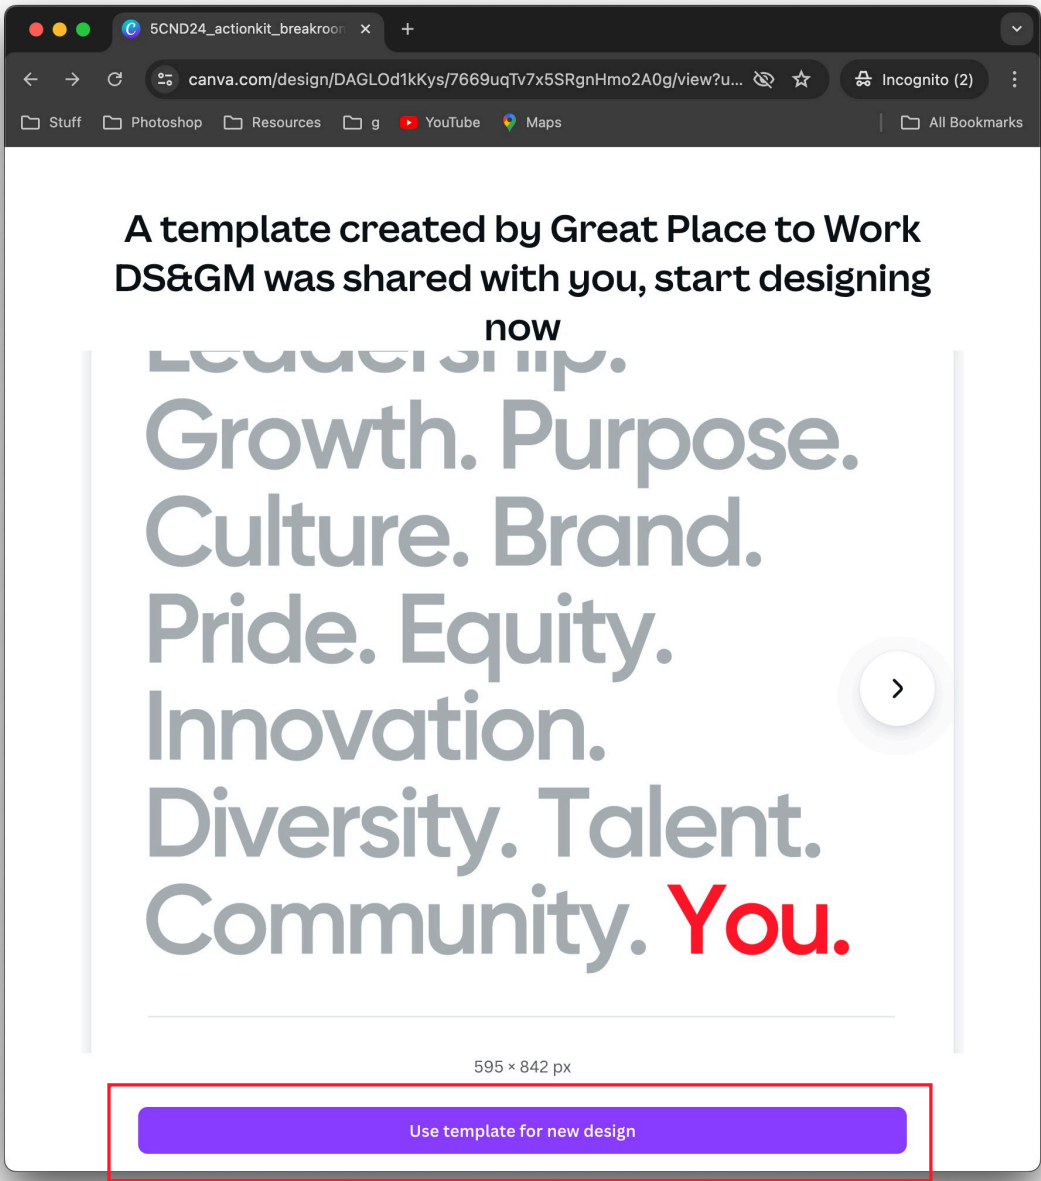 5CND24_actionkit_breakroon
canva.com/design/DAGLOd1kKys/7669uqTv7x5SRgnHmo2A0g/view?u...
Incognito (2)
Stuff
Photoshop
Resources
g
YouTube
Maps
All Bookmarks
A template created by Great Place to Work
DS&GM was shared with you, start designing
now
Leadership.
Growth. Purpose.
Culture. Brand.
Pride. Equity.
Innovation.
Diversity. Talent.
Community. You.
595 × 842 px
Use template for new design